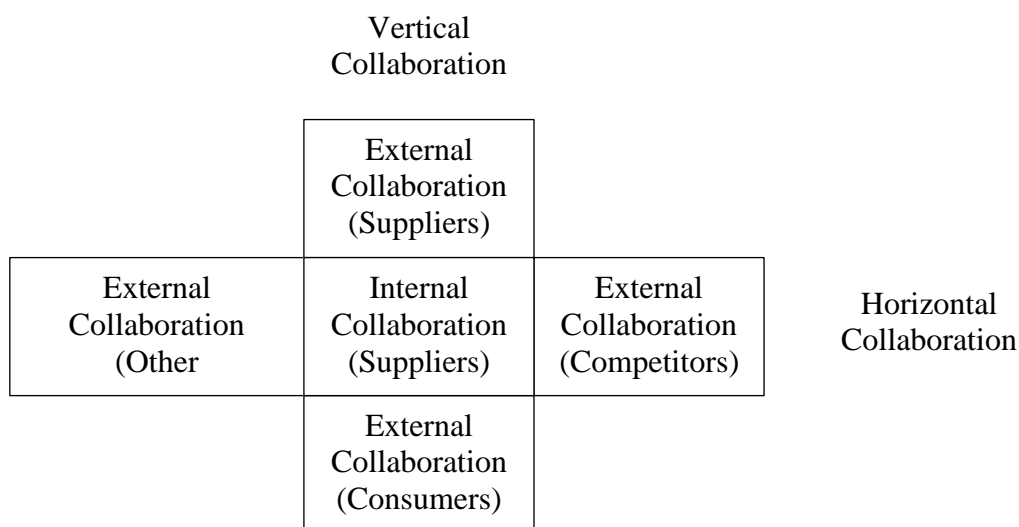 Vertical
Collaboration
External
Collaboration
(Suppliers)
External
Collaboration
(Other
Internal
Collaboration
(Suppliers)
External
Collaboration
(Competitors)
Horizontal
Collaboration
External
Collaboration
(Consumers)